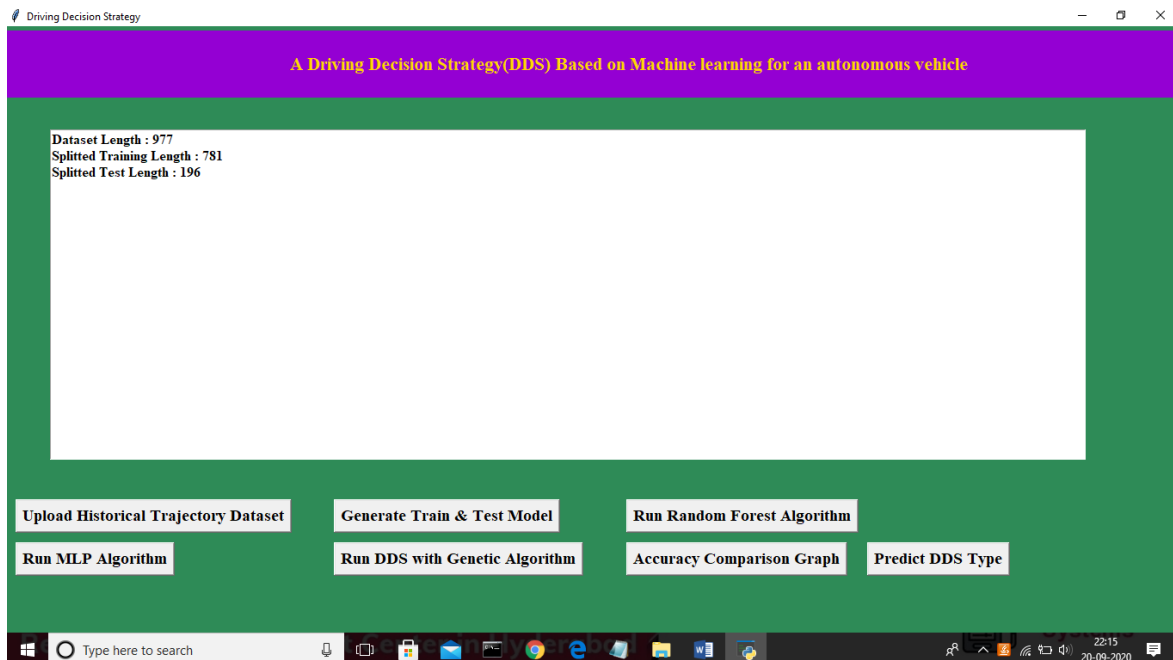 Driving Decision Strategy
A Driving Decision Strategy(DDS) Based on Machine learning for an autonomous vehicle
Dataset Length : 977
Splitted Training Length : 781
Splitted Test Length : 196
Upload Historical Trajectory Dataset
Generate Train & Test Model
Run Random Forest Algorithm
Run MLP Algorithm
Run DDS with Genetic Algorithm
Accuracy Comparison Graph
Predict DDS Type
Type here to search
22:15
20-09-2020